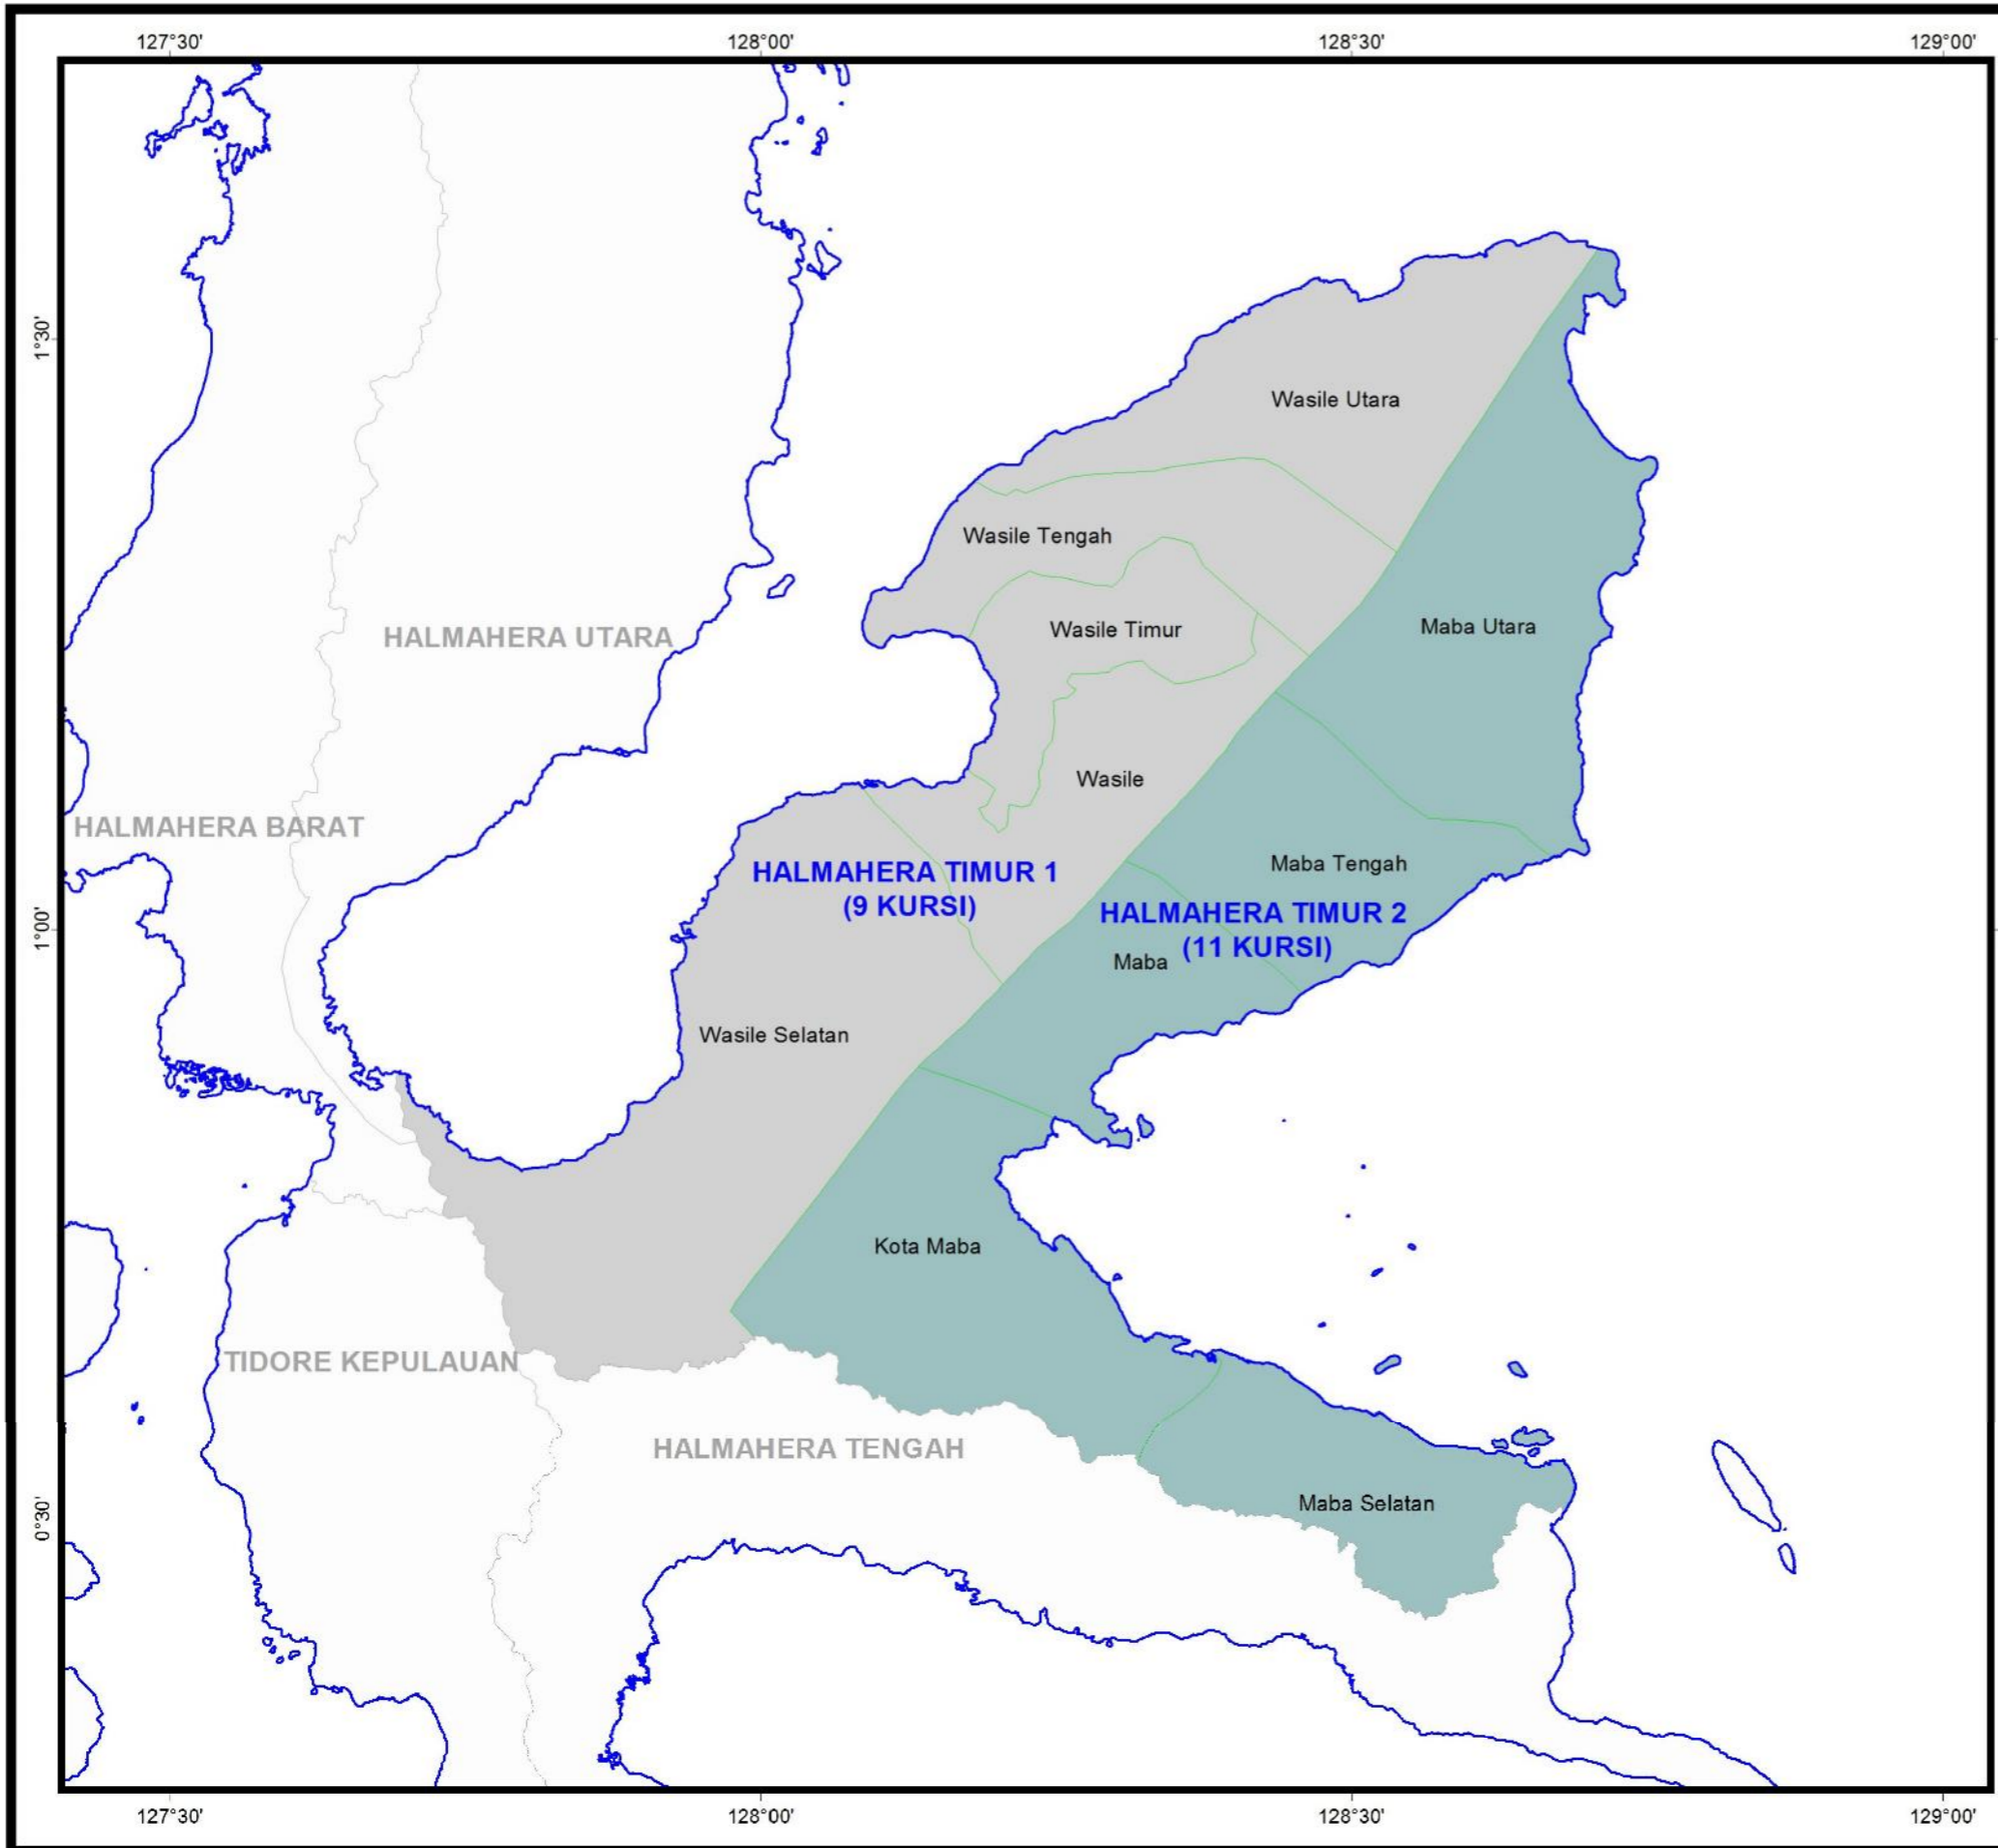 127°30'
128°00'
128°30'
129°00'
1°30'
Wasile Utara
Wasile Tengah
HALMAHERA UTARA
Wasile Timur
Maba Utara
Wasile
HALMAHERA BARAT
Maba Tengah
HALMAHERA TIMUR 1
(9 KURSI)
HALMAHERA TIMUR 2
(11 KURSI)
1°00'
Maba
Wasile Selatan
Kota Maba
TIDORE KEPULAUAN
HALMAHERA TENGAH
Maba Selatan
0°30'
127°30'
128°00'
128°30'
129°00'